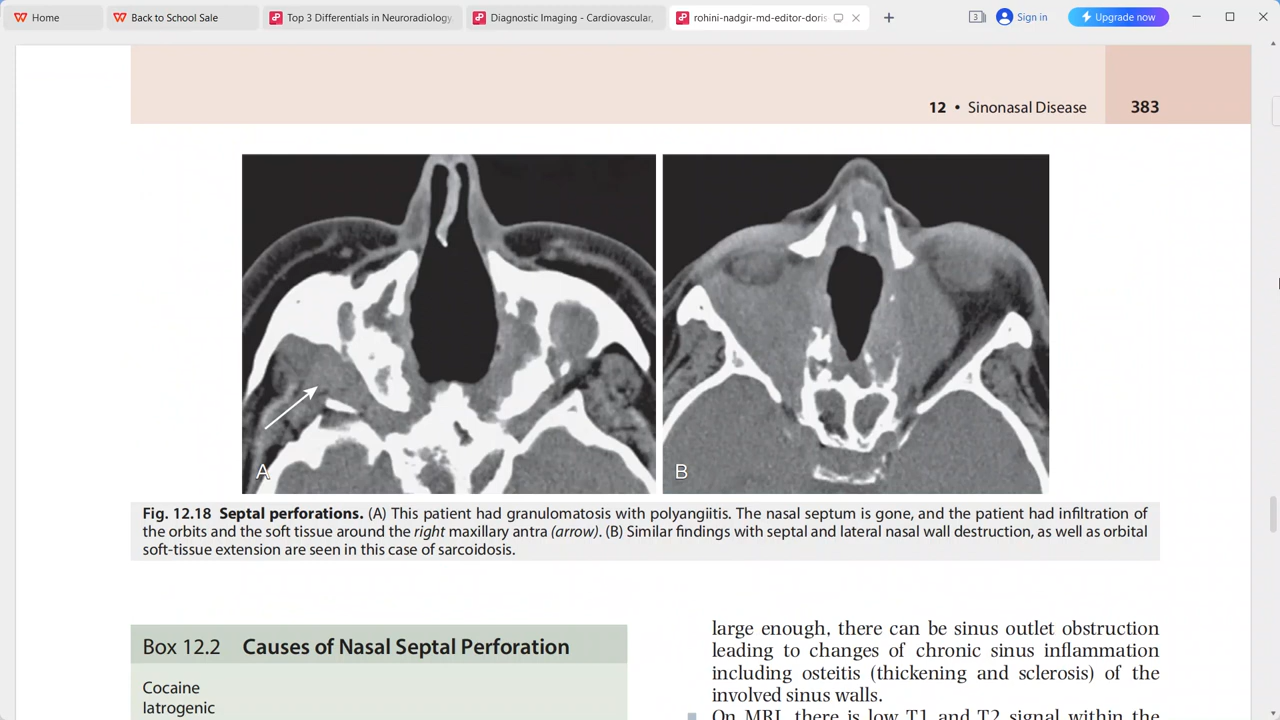 Home
Back to School Sale
Top 3 Differentials in Neuroradiology
Diagnostic Imaging - Cardiovascular,
rohini-nadgir-md-editor-doris
3
Sign in
Upgrade now
12 • Sinonasal Disease 383
A
B
Fig. 12.18 Septal perforations. (A) This patient had granulomatosis with polyangiitis. The nasal septum is gone, and the patient had infiltration of
the orbits and the soft tissue around the right maxillary antra (arrow). (B) Similar findings with septal and lateral nasal wall destruction, as well as orbital
soft-tissue extension are seen in this case of sarcoidosis.
Box 12.2 Causes of Nasal Septal Perforation
Cocaine
Iatrogenic
large enough, there can be sinus outlet obstruction
leading to changes of chronic sinus inflammation
including osteitis (thickening and sclerosis) of the
involved sinus walls.
On MRI, there is low T1 and T2 signal within the